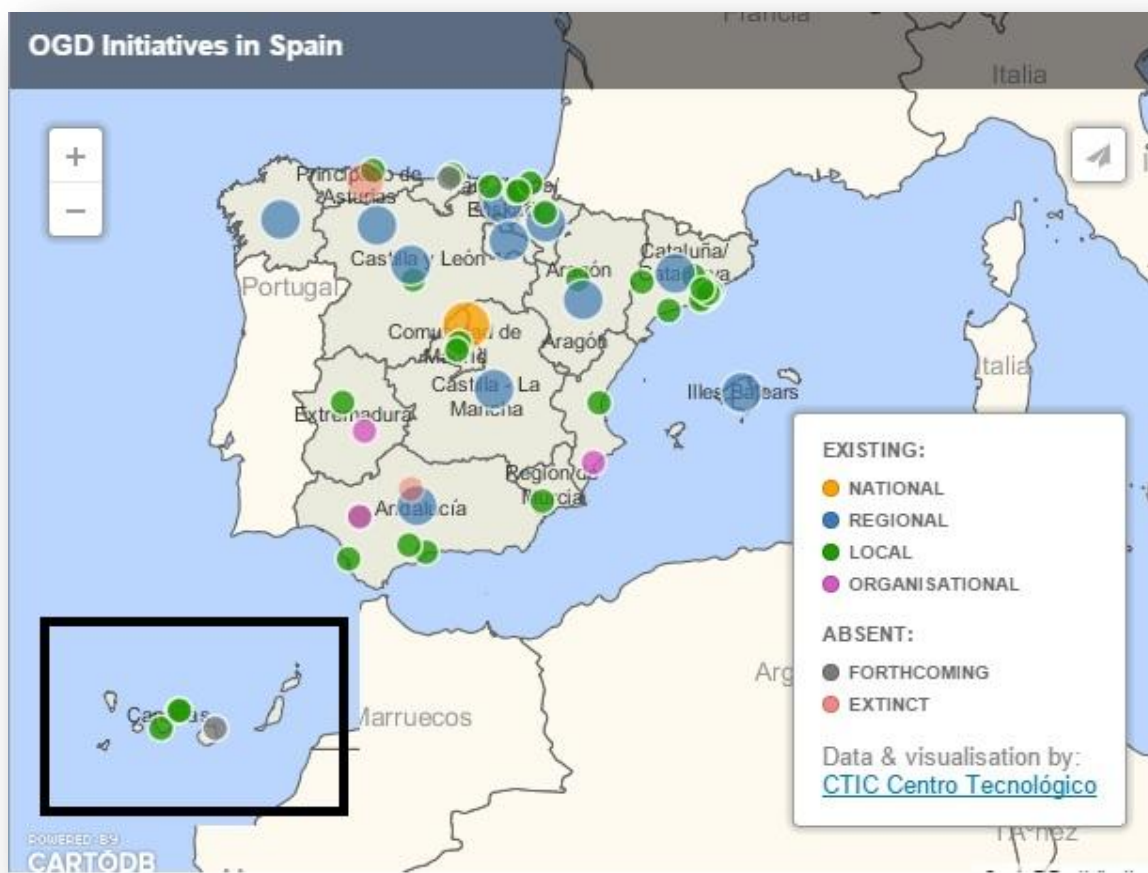 Francia
OGD Initiatives in Spain
Italia
+
−
Principado de
Asturias
Cataluña/
Castilla y León
Aragón
Portugal
Comunidad de
Madrid
Aragón
Italia
Castilla - La
Mancha
Illes Balears
Extremadura
Región de
Murcia
Andalucía
EXISTING:
NATIONAL
REGIONAL
LOCAL
ORGANISATIONAL
ABSENT:
FORTHCOMING
EXTINCT
Data & visualisation by:
CTIC Centro Tecnológico
Canarias
Marruecos
POWERED BY
CARTODB